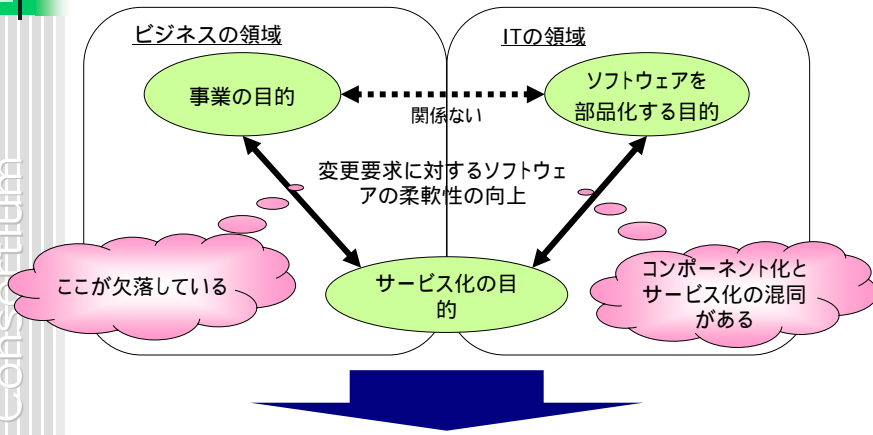 ビジネスの領域
ITの領域
事業の目的
ソフトウェアを
部品化する目的
関係ない
変更要求に対するソフトウェ
アの柔軟性の向上
ここが欠落している
サービス化の目
的
コンポーネント化と
サービス化の混同
がある
Consortium